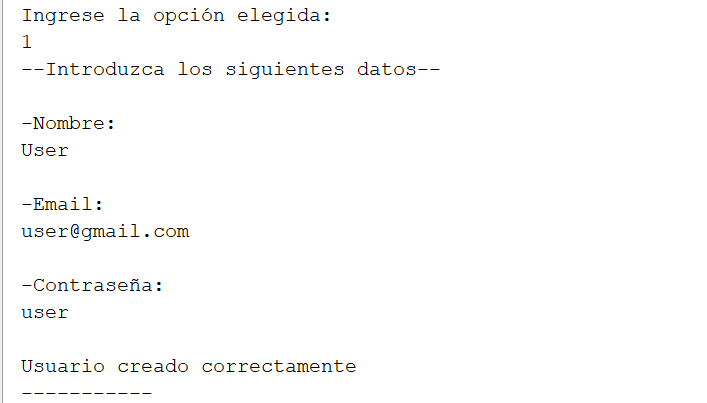 Ingrese la opción elegida:
1
--Introduzca los siguientes datos--
-Nombre:
User
-Email:
user@gmail.com
-Contraseña:
user
Usuario creado correctamente
-----------